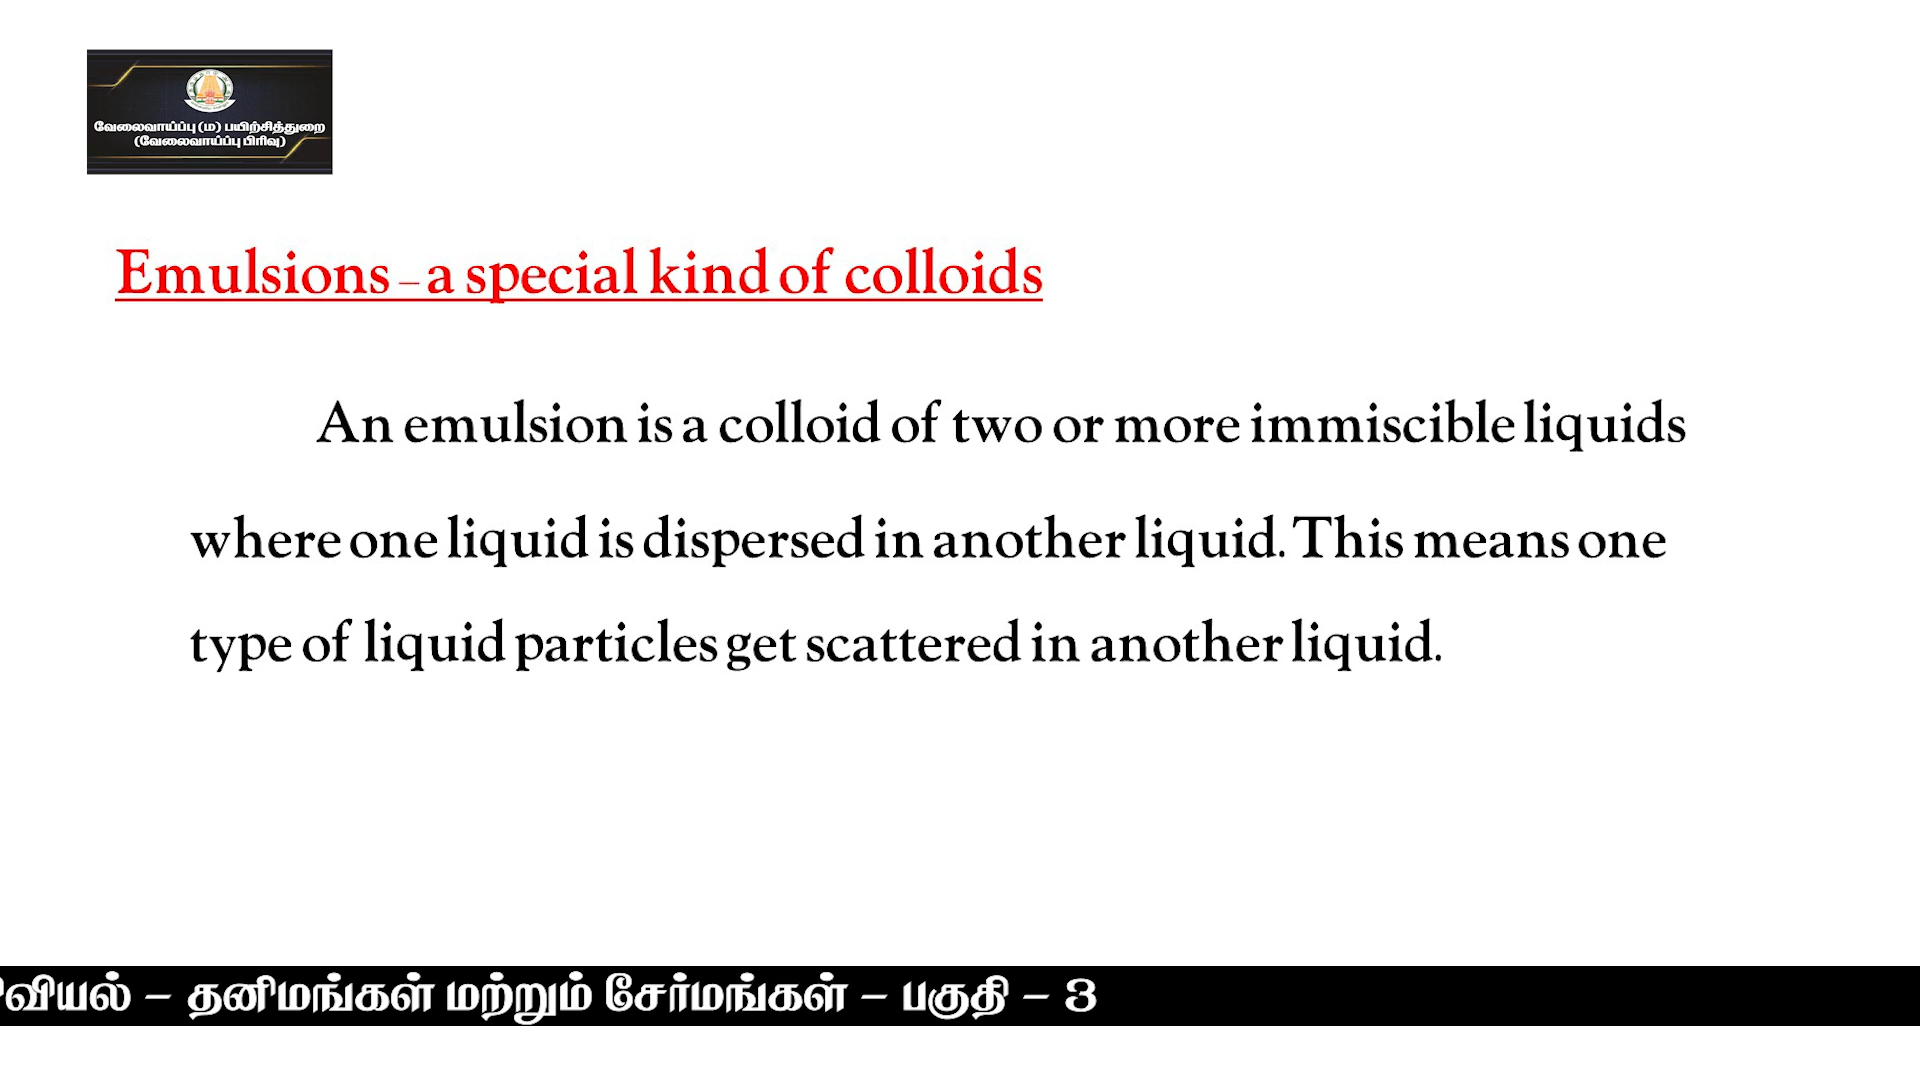 வேலைவாய்ப்பு (ம) பயிற்சித்துறை
(வேலைவாய்ப்பு பிரிவு)
Emulsions – a special kind of colloids
An emulsion is a colloid of two or more immiscible liquids
where one liquid is dispersed in another liquid. This means one
type of liquid particles get scattered in another liquid.
வியல் – தனிமங்கள் மற்றும் சேர்மங்கள் – பகுதி – 3